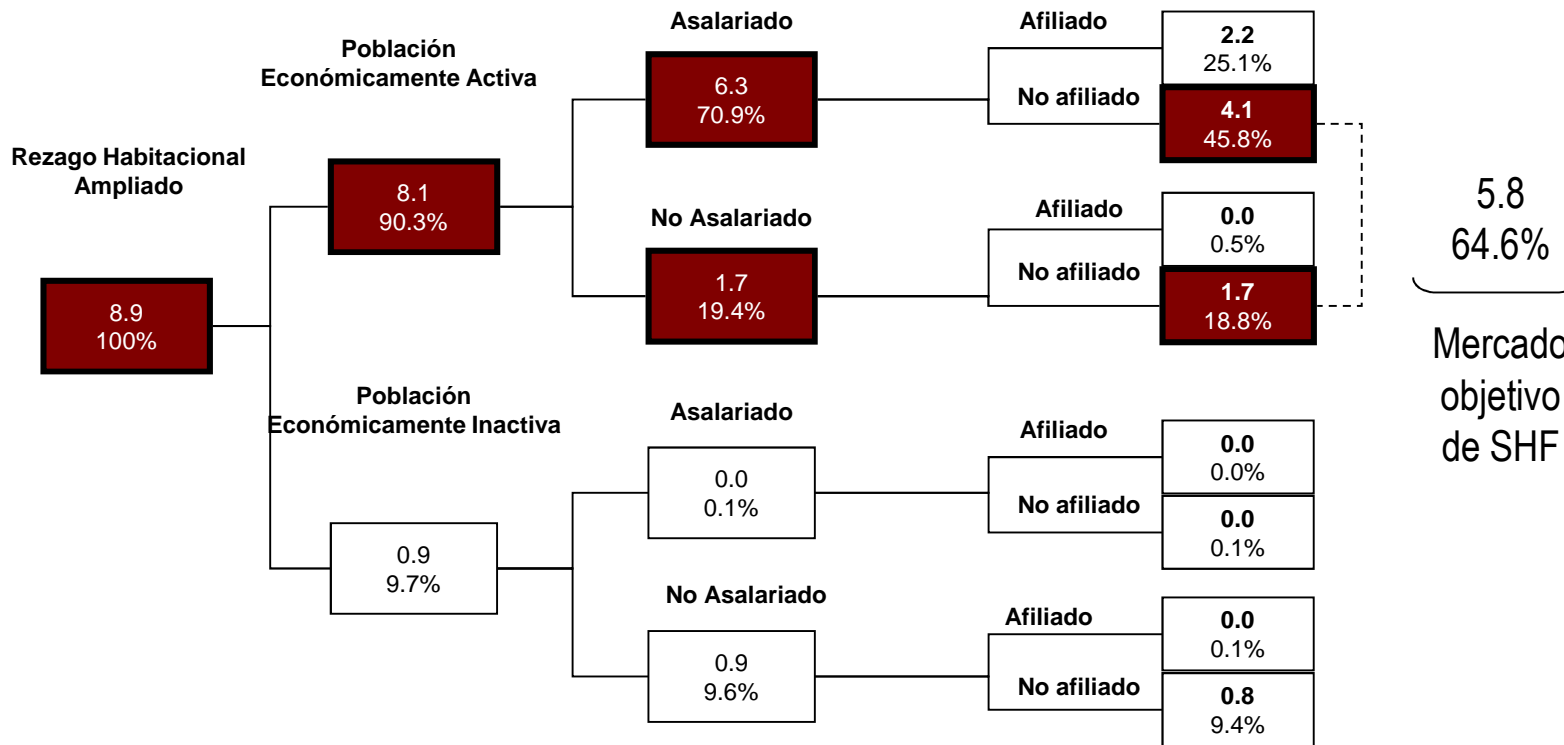 Rezago Habitacional
Ampliado
8.9
100%
Población
Económicamente Activa
8.1
90.3%
Asalariado
6.3
70.9%
Afiliado
2.2
25.1%
No afiliado
4.1
45.8%
No Asalariado
1.7
19.4%
Afiliado
0.0
0.5%
No afiliado
1.7
18.8%
5.8
64.6%
Mercado
objetivo
de SHF
Población
Económicamente Inactiva
0.9
9.7%
Asalariado
0.0
0.1%
Afiliado
0.0
0.0%
No afiliado
0.0
0.1%
No Asalariado
0.9
9.6%
Afiliado
0.0
0.1%
No afiliado
0.8
9.4%